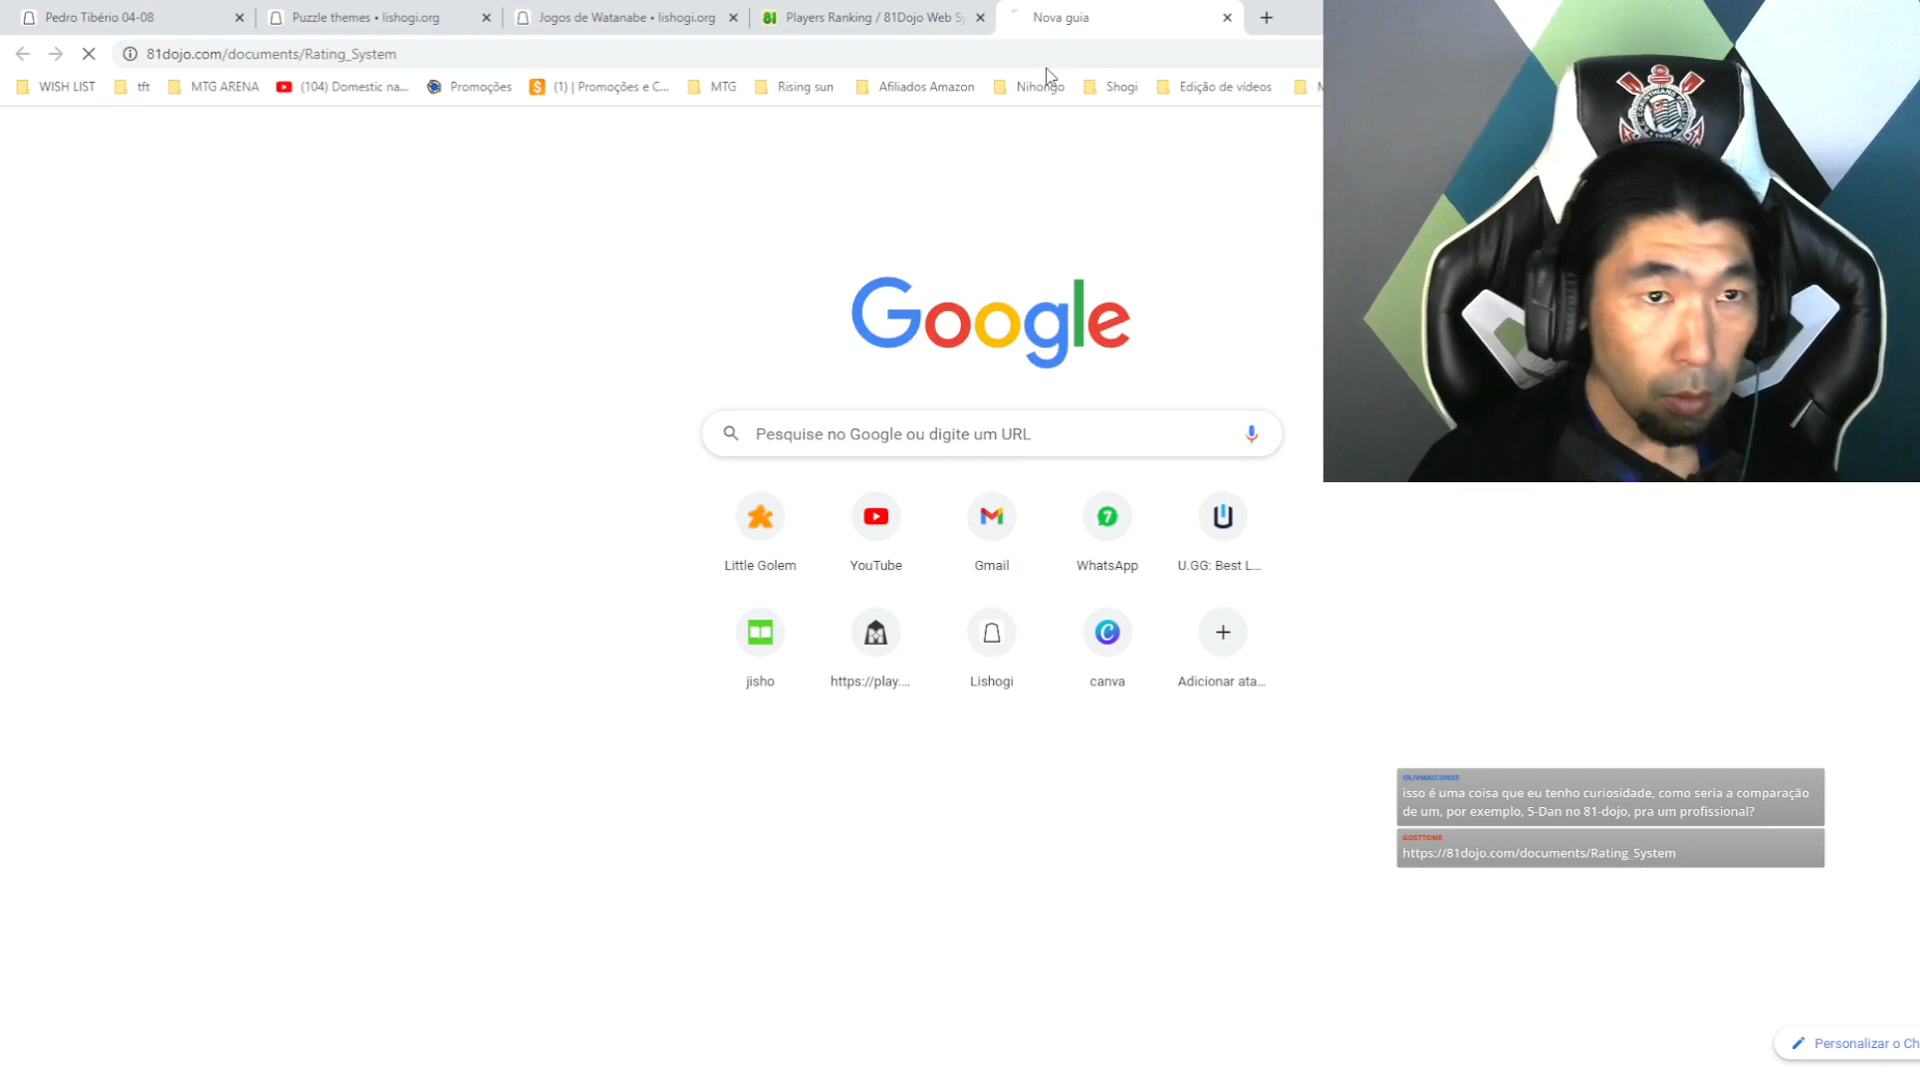 Pedro Tibério 04-08
Puzzle themes • lishogi.org
Jogos de Watanabe • lishogi.org
81 Players Ranking / 81Dojo Web Sy
Nova guia
81dojo.com/documents/Rating_System
WISH LIST
tft
MTG ARENA
(104) Domestic na...
Promoções
(1) | Promoções e C...
MTG
Rising sun
Afiliados Amazon
Nihongo
Shogi
Edição de vídeos
Google
Pesquise no Google ou digite um URL
Little Golem
YouTube
Gmail
7
WhatsApp
U.GG: Best L...
jisho
https://play....
Lishogi
canva
Adicionar ata...
OLIVMAICON93
isso é uma coisa que eu tenho curiosidade, como seria a comparação
de um, por exemplo, 5-Dan no 81-dojo, pra um profissional?
GOSTTONE
https://81dojo.com/documents/Rating_System
Personalizar o Ch